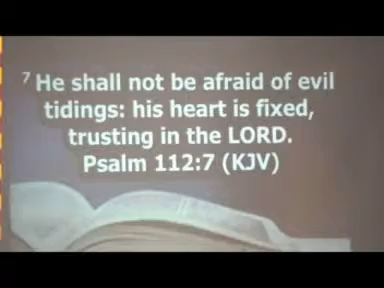 7 He shall not be afraid of evil
tidings: his heart is fixed,
trusting in the LORD.
Psalm 112:7 (KJV)